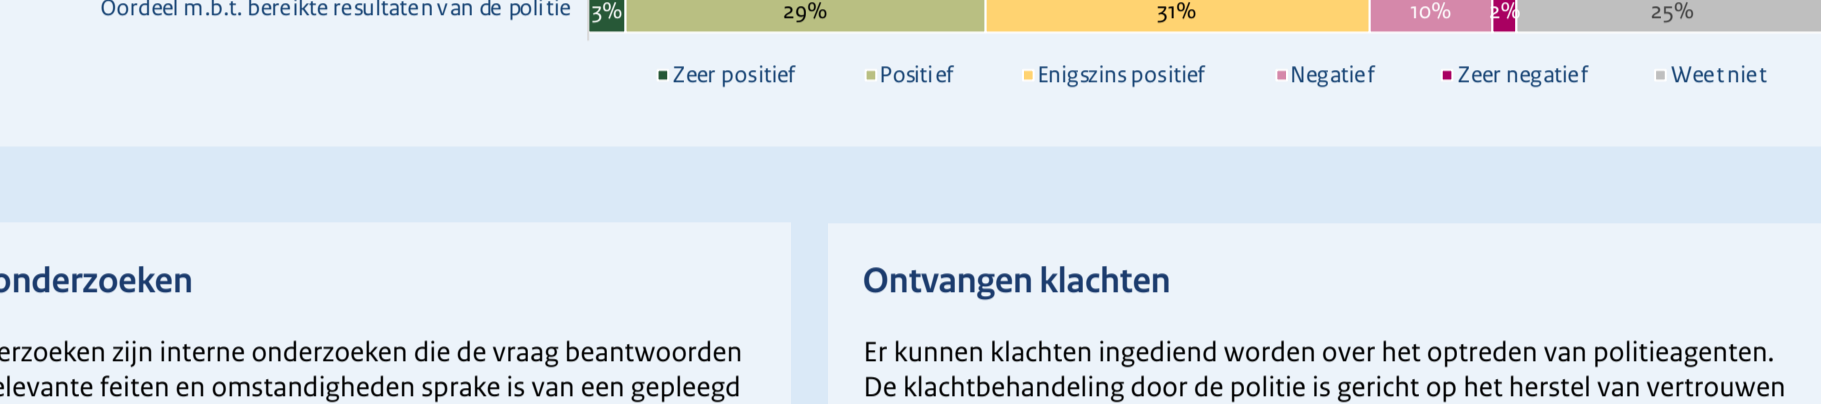 Oordeel m.b.t. bereikte resultaten van de politie 3% 29% 31% 10% 2% 25%
Zeer positief Positief Enigszins positief Negatief Zeer negatief Weet niet
onderzoeken
erzoeken zijn interne onderzoeken die de vraag beantwoorden
elevante feiten en omstandigheden sprake is van een gepleegd
Ontvangen klachten
Er kunnen klachten ingediend worden over het optreden van politieagenten.
De klachtbehandeling door de politie is gericht op het herstel van vertrouwen